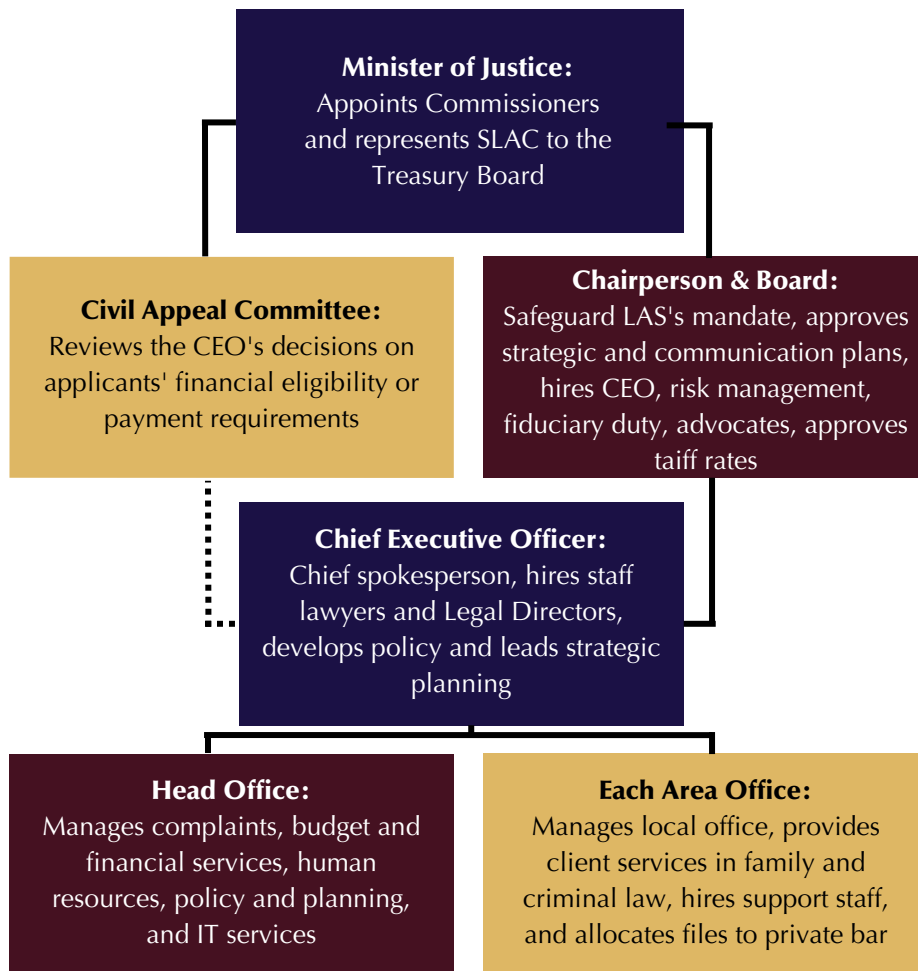 Minister of Justice:
Appoints Commissioners
and represents SLAC to the
Treasury Board
Civil Appeal Committee:
Reviews the CEO's decisions on
applicants' financial eligibility or
payment requirements
Chairperson & Board:
Safeguard LAS's mandate, approves
strategic and communication plans,
hires CEO, risk management,
fiduciary duty, advocates, approves
taiff rates
Chief Executive Officer:
Chief spokesperson, hires staff
lawyers and Legal Directors,
develops policy and leads strategic
planning
Head Office:
Manages complaints, budget and
financial services, human
resources, policy and planning,
and IT services
Each Area Office:
Manages local office, provides
client services in family and
criminal law, hires support staff,
and allocates files to private bar